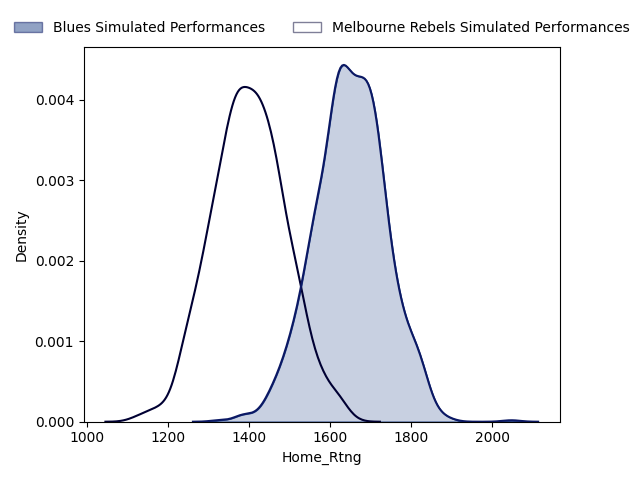 Blues Simulated Performances Melbourne Rebels Simulated Performances
0.004
0.003
0.002
0.001
0.000
Density
1000 1200 1400 1600 1800 2000
Home_Rtng